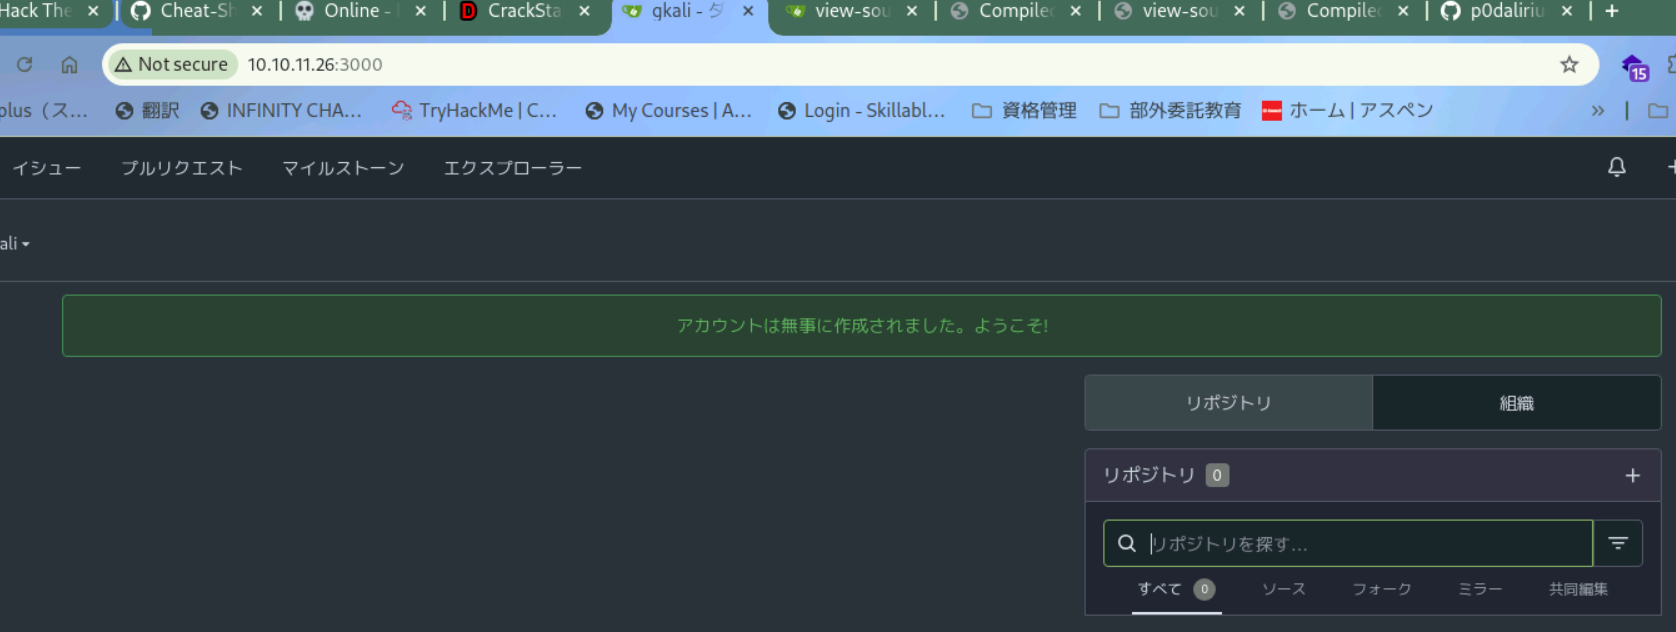 Hack The Cheat-Sh Online - CrackSta gkali - ダ view-sou Compiled view-sou Compiled p0daliriu
Not secure 10.10.11.26:3000 15
plus（ス... 翻訳 INFINITY CHA... TryHackMe | C... My Courses | A... Login - Skillabl... 資格管理 部外委託教育 ホーム | アスペン
イシュー プルリクエスト マイルストーン エクスプローラー
ali
アカウントは無事に作成されました。ようこそ!
リポジトリ 組織
リポジトリ 0
リポジトリを探す...
すべて 0 ソース フォーク ミラー 共同編集